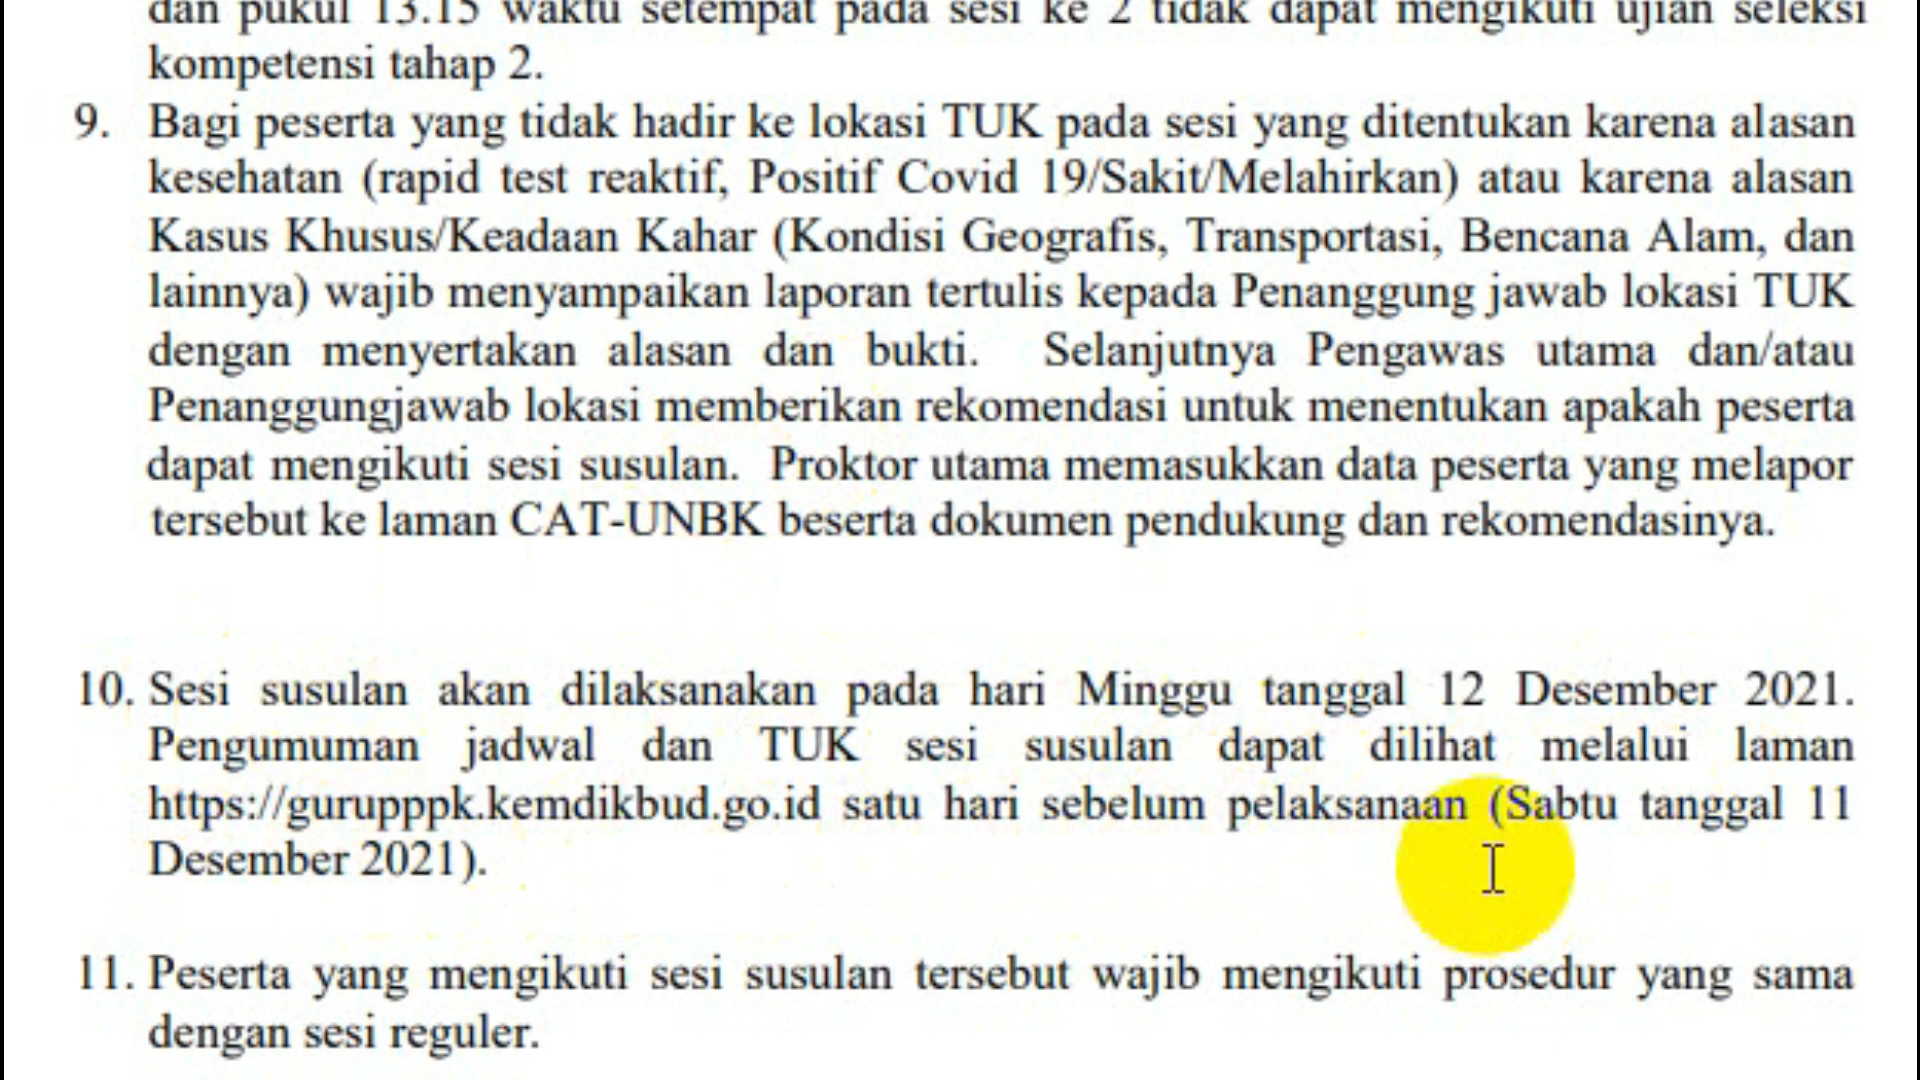 dan pukul 13.15 waktu setempat pada sesi ke 2 tidak dapat mengikuti ujian seleksi
kompetensi tahap 2.
9. Bagi peserta yang tidak hadir ke lokasi TUK pada sesi yang ditentukan karena alasan
kesehatan (rapid test reaktif, Positif Covid 19/Sakit/Melahirkan) atau karena alasan
Kasus Khusus/Keadaan Kahar (Kondisi Geografis, Transportasi, Bencana Alam, dan
lainnya) wajib menyampaikan laporan tertulis kepada Penanggung jawab lokasi TUK
dengan menyertakan alasan dan bukti. Selanjutnya Pengawas utama dan/atau
Penanggungjawab lokasi memberikan rekomendasi untuk menentukan apakah peserta
dapat mengikuti sesi susulan. Proktor utama memasukkan data peserta yang melapor
tersebut ke laman CAT-UNBK beserta dokumen pendukung dan rekomendasinya.
10. Sesi susulan akan dilaksanakan pada hari Minggu tanggal 12 Desember 2021.
Pengumuman jadwal dan TUK sesi susulan dapat dilihat melalui laman
https://gurupppk.kemdikbud.go.id satu hari sebelum pelaksanaan (Sabtu tanggal 11
Desember 2021).
11. Peserta yang mengikuti sesi susulan tersebut wajib mengikuti prosedur yang sama
dengan sesi reguler.